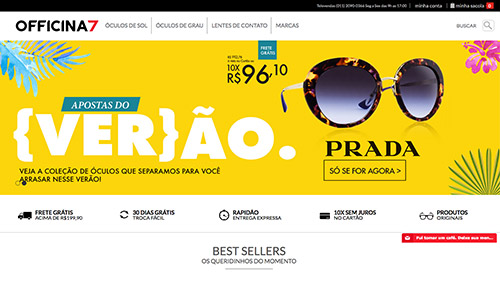 Televendas (011) 2090-0366 Seg a Sex das 9h as 17:00
minha conta
minha sacola 0
OFFICINA7
ÓCULOS DE SOL
ÓCULOS DE GRAU
LENTES DE CONTATO
MARCAS
BUSCAR
FRETE GRÁTIS
10X
R$96,10
APOSTAS DO
{VER}ÃO.
VEJA A COLEÇÃO DE ÓCULOS QUE SEPARAMOS PARA VOCÊ
ARRASAR NESSE VERÃO!
PRADA
SÓ SE FOR AGORA >
FRETE GRÁTIS
ACIMA DE R$199,90
30 DIAS GRÁTIS
TROCA FÁCIL
RAPIDÃO
ENTREGA EXPRESSA
10X SEM JUROS
NO CARTÃO
PRODUTOS
ORIGINAIS
Fui tomar um café. Deixe sua men...
BEST SELLERS
OS QUERIDINHOS DO MOMENTO